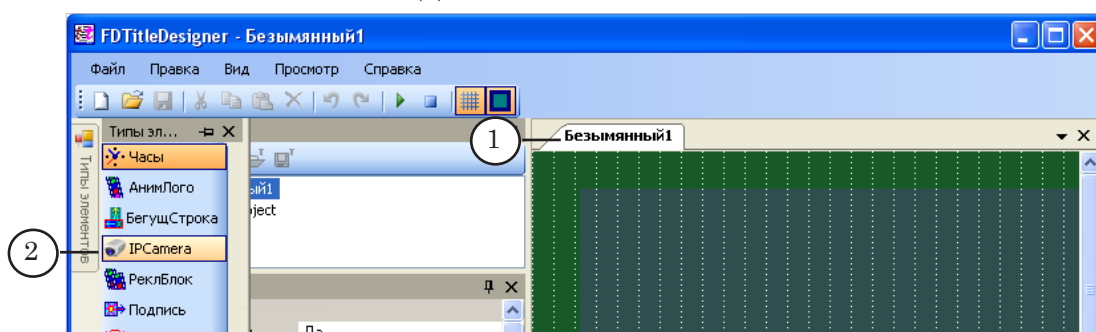 FDTitleDesigner - Безымянный1
Файл Правка Вид Просмотр Справка
Типы эл...
1
Безымянный1
Типы элементов
Часы
АнимЛого
ый1
БегущСтрока
ject
2
IPCamera
РеклБлок
Подпись